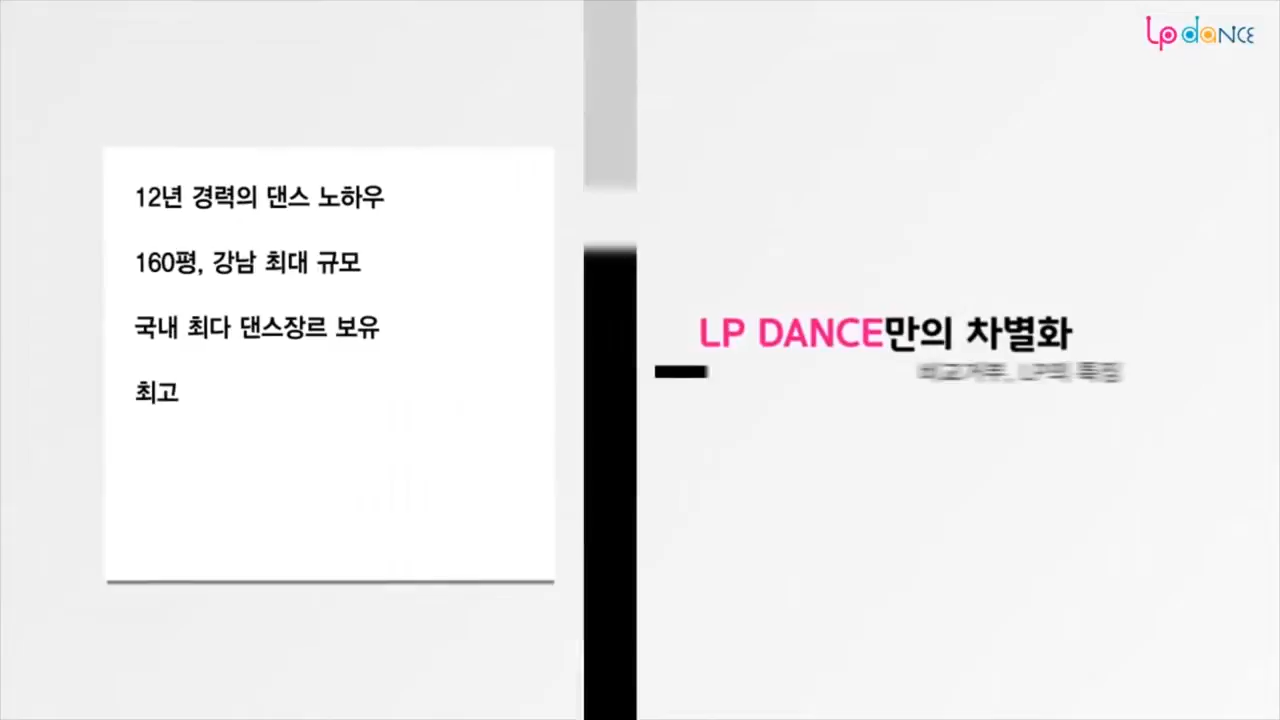 Lp daNCE
12년 경력의 댄스 노하우
160평, 강남 최대 규모
국내 최다 댄스장르 보유
최고
LP DANCE만의 차별화